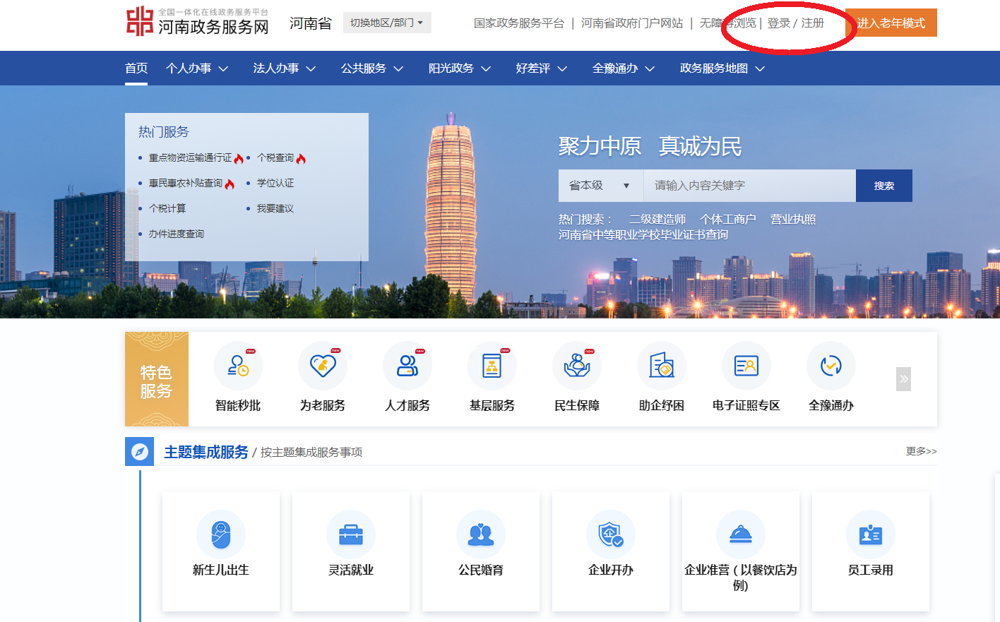 全国一体化在线政务服务平台
河南政务服务网
河南省
切换地区/部门
国家政务服务平台 | 河南省政府门户网站 | 无障碍浏览 | 登录 / 注册
进入老年模式
首页 个人办事 法人办事 公共服务 阳光政务 好差评 全豫通办 政务服务地图
热门服务
重点物资运输通行证 个税查询
惠民惠农补贴查询 学位认证
个税计算 我要建议
办件进度查询
聚力中原 真诚为民
省本级 请输入内容关键字 搜索
热门搜索： 二级建造师 个体工商户 营业执照
河南省中等职业学校毕业证书查询
特色
服务
new new new new new
智能秒批 为老服务 人才服务 基层服务 民生保障 助企纾困 电子证照专区 全豫通办
主题集成服务 / 按主题集成服务事项 更多>>
新生儿出生 灵活就业 公民婚育 企业开办 企业准营 ( 以餐饮店为
例) 员工录用